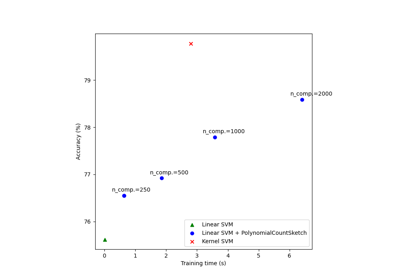 79
78
77
76
Accuracy (%)
n_comp.=2000
n_comp.=1000
n_comp.=500
n_comp.=250
Linear SVM
Linear SVM + PolynomialCountSketch
Kernel SVM
0 1 2 3 4 5 6
Training time (s)